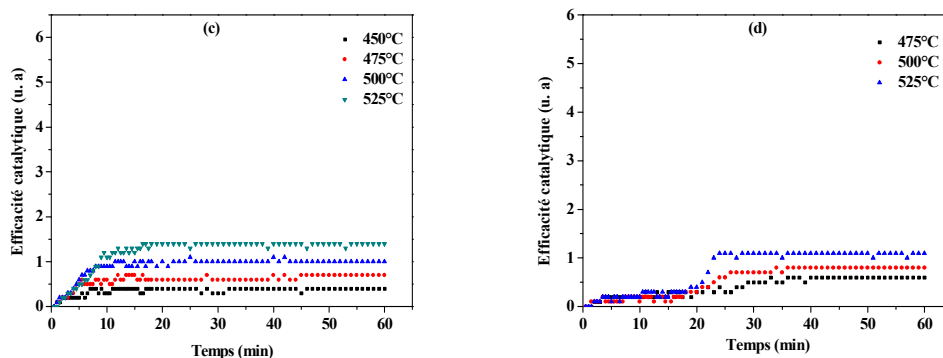 (c)
450°C
475°C
500°C
525°C
Efficacité catalytique (u. a)
6
5
4
3
2
1
0
0 10 20 30 40 50 60
Temps (min)
(d)
475°C
500°C
525°C
Efficacité catalytique (u. a)
6
5
4
3
2
1
0
0 10 20 30 40 50 60
Temps (min)